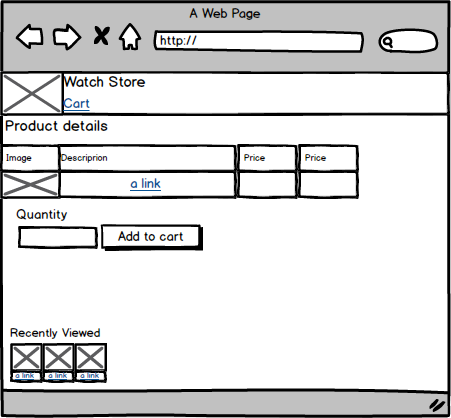 A Web Page
http://
Watch Store
Cart
Product details
Image Descriprion Price Price
a link
Quantity
Add to cart
Recently Viewed
a link a link a link